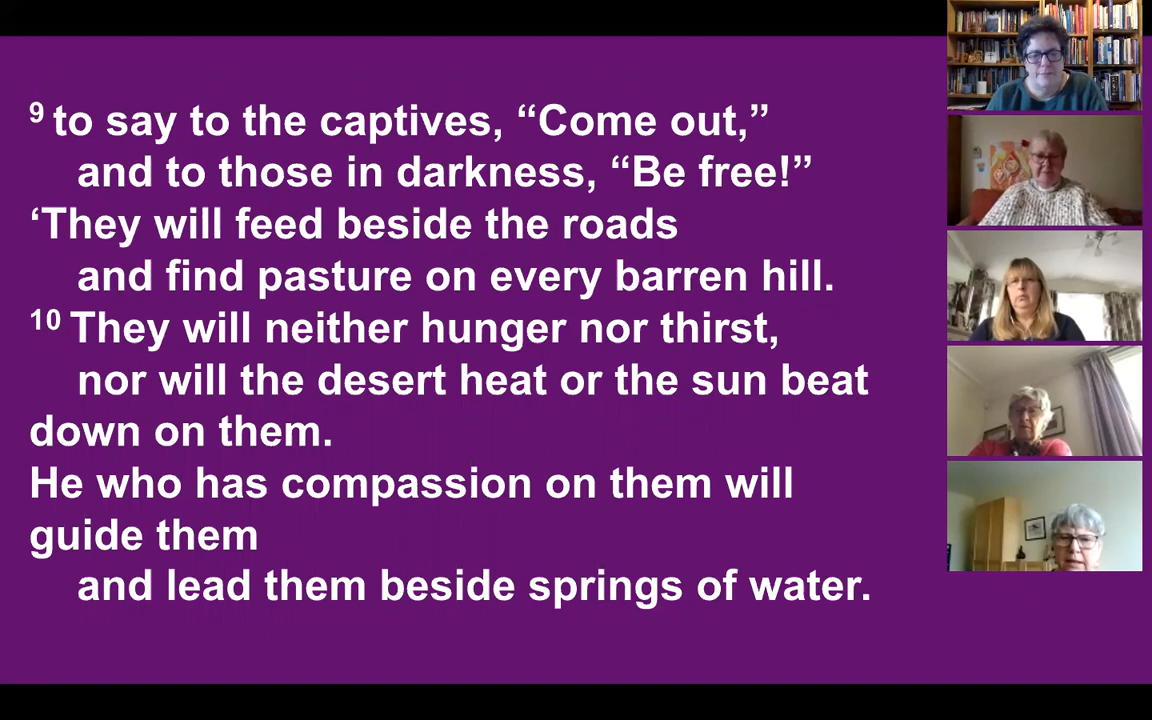 9 to say to the captives, “Come out,”
and to those in darkness, “Be free!”
‘They will feed beside the roads
and find pasture on every barren hill.
10 They will neither hunger nor thirst,
nor will the desert heat or the sun beat
down on them.
He who has compassion on them will
guide them
and lead them beside springs of water.